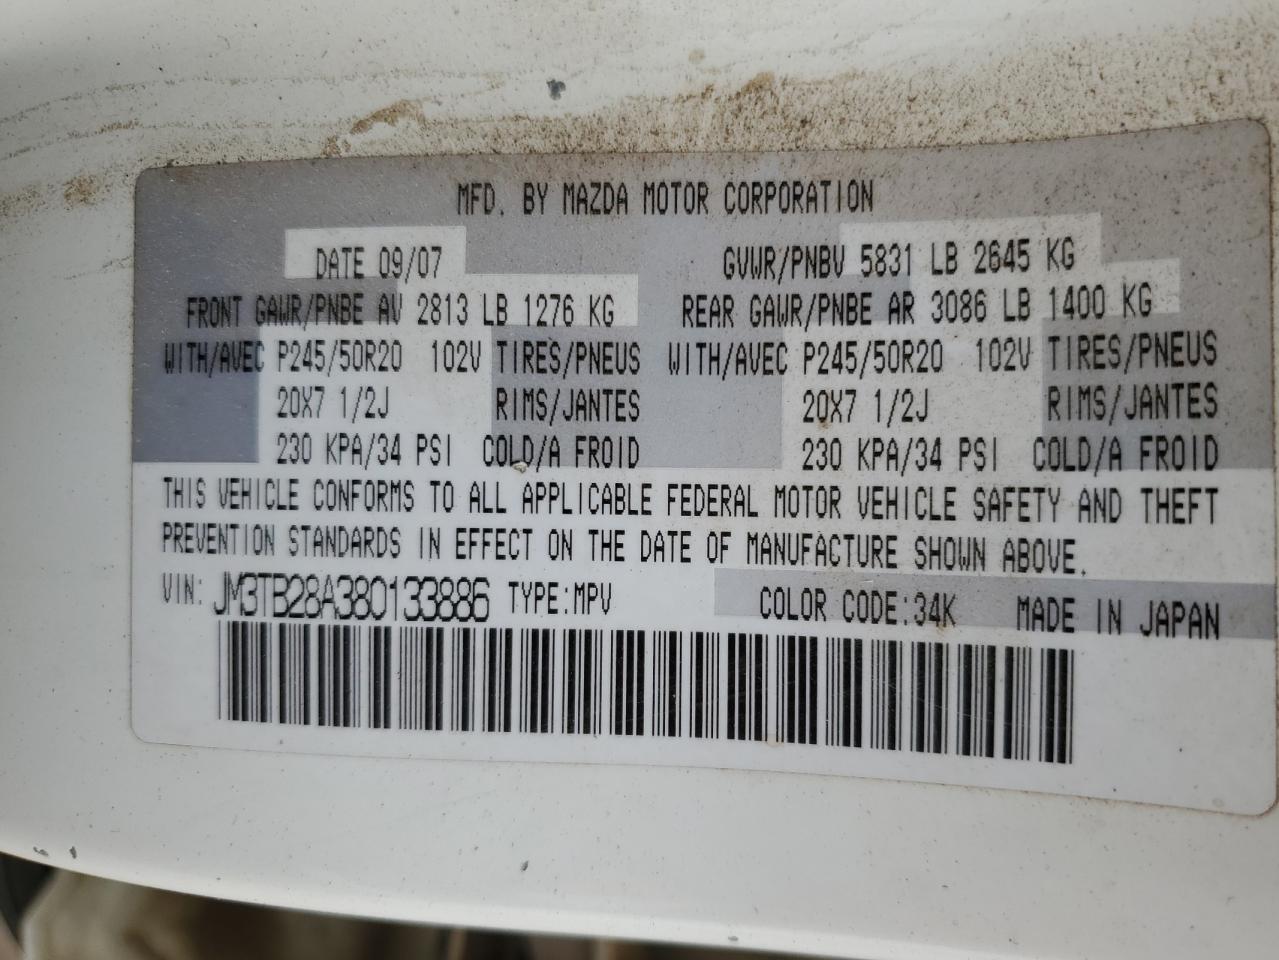 MFD. BY MAZDA MOTOR CORPORATION
DATE 09/07 GVWR/PNBV 5831 LB 2645 KG
FRONT GAWR/PNBE AV 2813 LB 1276 KG REAR GAWR/PNBE AR 3086 LB 1400 KG
WITH/AVEC P245/50R20 102V TIRES/PNEUS WITH/AVEC P245/50R20 102V TIRES/PNEUS
20X7 1/2J RIMS/JANTES 20X7 1/2J RIMS/JANTES
230 KPA/34 PSI COLD/A FROID 230 KPA/34 PSI COLD/A FROID
THIS VEHICLE CONFORMS TO ALL APPLICABLE FEDERAL MOTOR VEHICLE SAFETY AND THEFT
PREVENTION STANDARDS IN EFFECT ON THE DATE OF MANUFACTURE SHOWN ABOVE.
VIN: JM3TB28A380133886 TYPE:MPV COLOR CODE:34K MADE IN JAPAN